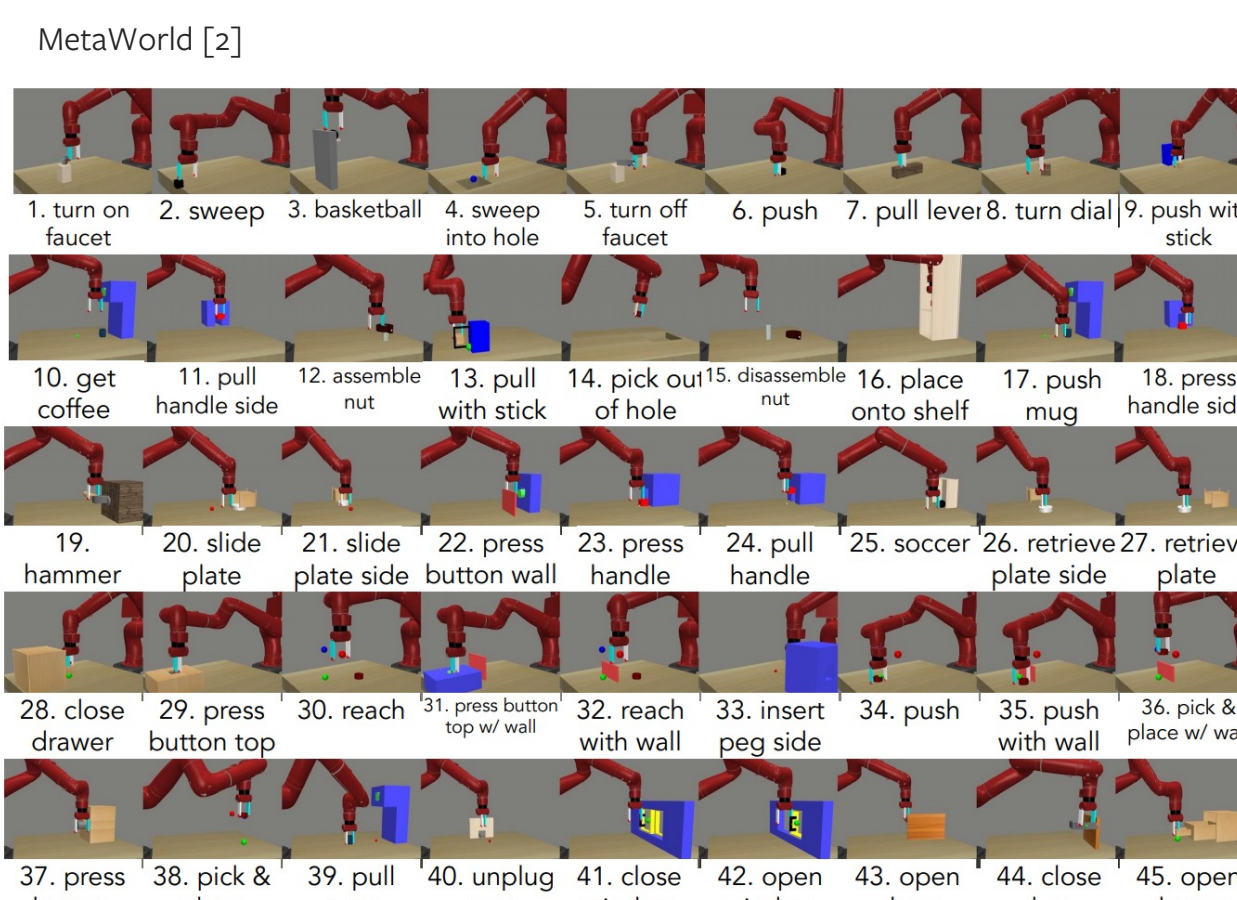 MetaWorld [2]
1. turn on
faucet
2. sweep
3. basketball
4. sweep
into hole
5. turn off
faucet
6. push
7. pull lever
8. turn dial
9. push wit
stick
10. get
coffee
11. pull
handle side
12. assemble
nut
13. pull
with stick
14. pick out
of hole
15. disassemble
nut
16. place
onto shelf
17. push
mug
18. press
handle sid
19.
hammer
20. slide
plate
21. slide
plate side
22. press
button wall
23. press
handle
24. pull
handle
25. soccer
26. retrieve
plate side
27. retriev
plate
28. close
drawer
29. press
button top
30. reach
31. press button
top w/ wall
32. reach
with wall
33. insert
peg side
34. push
35. push
with wall
36. pick &
place w/ wa
37. press
38. pick &
39. pull
40. unplug
41. close
42. open
43. open
44. close
45. open